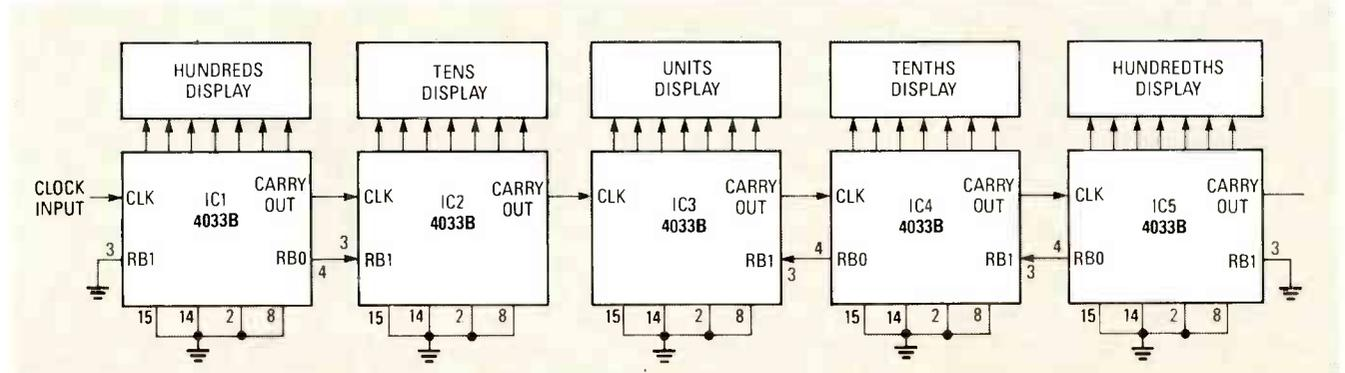 HUNDREDS
DISPLAY
TENS
DISPLAY
UNITS
DISPLAY
TENTHS
DISPLAY
HUNDREDTHS
DISPLAY
CLOCK
INPUT
CLK
IC1
4033B
CARRY
OUT
3
RB1
RB0
4
15
14
2
8
CLK
IC2
4033B
CARRY
OUT
3
RB1
15
14
2
8
CLK
IC3
4033B
CARRY
OUT
RB1
3
15
14
2
8
CLK
IC4
4033B
CARRY
OUT
4
RB0
RB1
3
15
14
2
8
CLK
IC5
4033B
CARRY
OUT
4
RB0
RB1
3
15
14
2
8